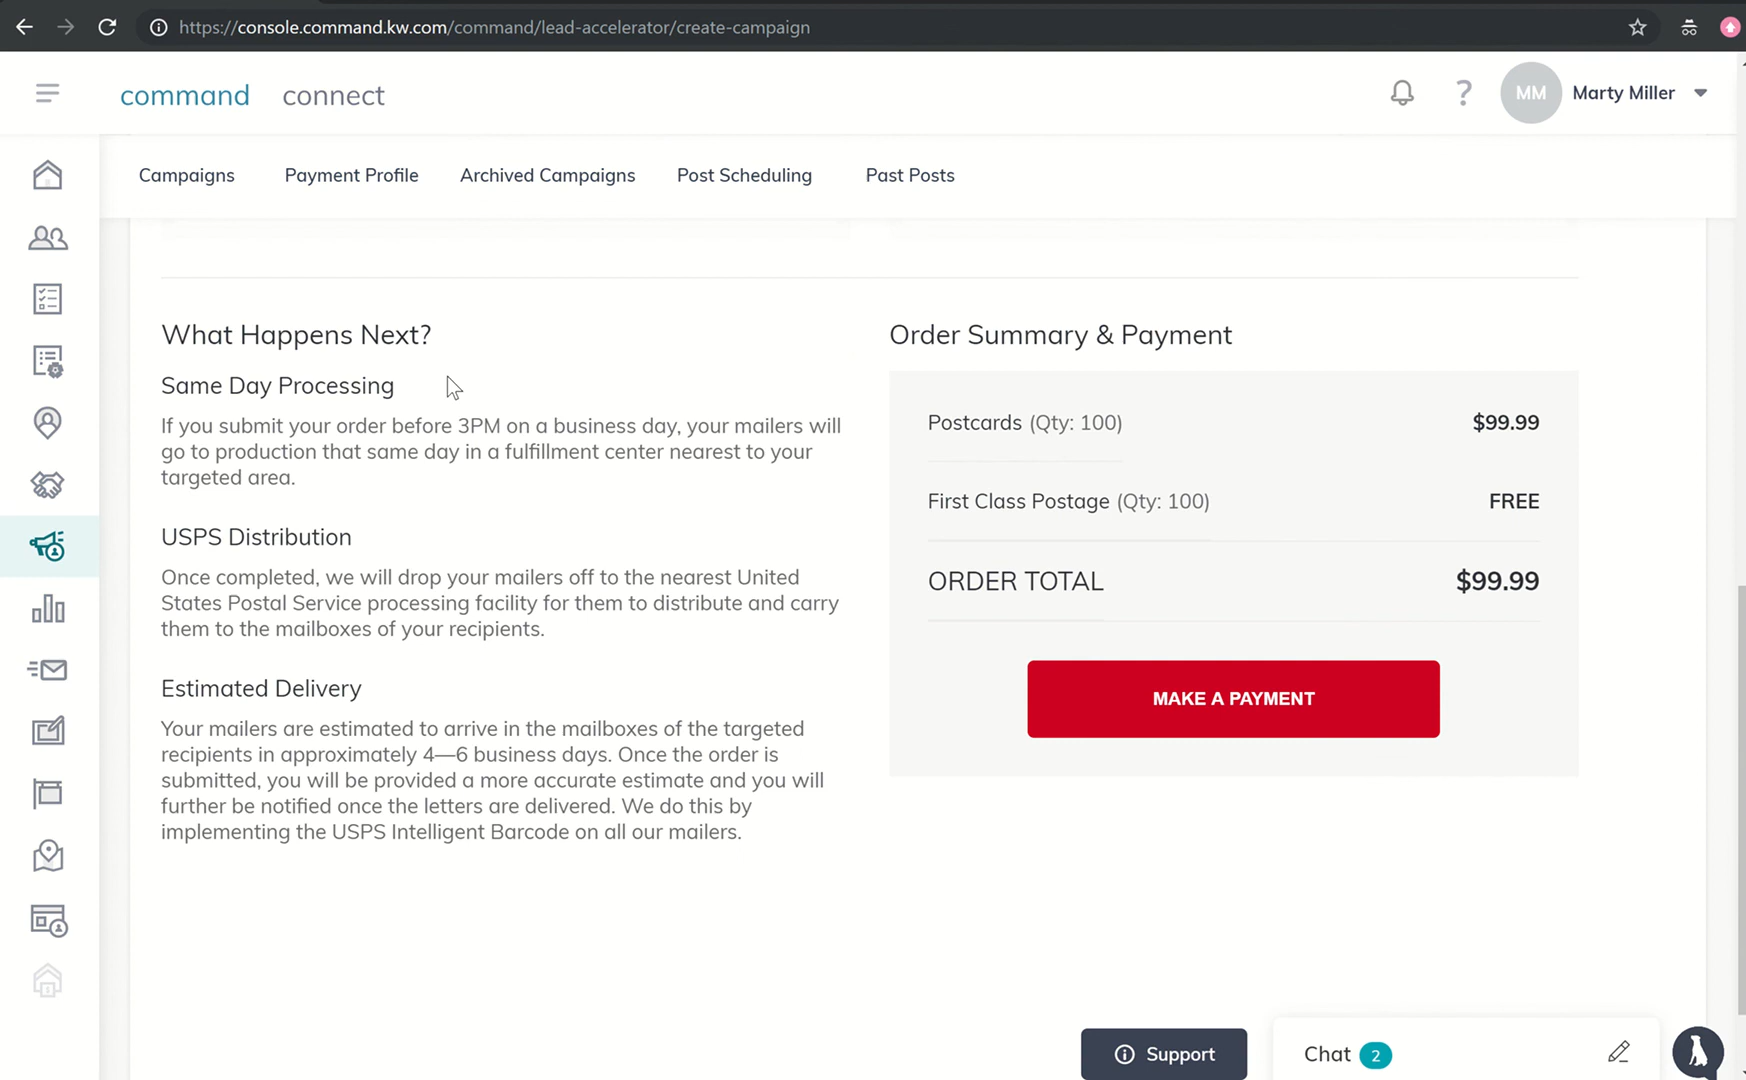 https://console.command.kw.com/command/lead-accelerator/create-campaign
command connect
? MM Marty Miller
Campaigns Payment Profile Archived Campaigns Post Scheduling Past Posts
What Happens Next?
Same Day Processing
If you submit your order before 3PM on a business day, your mailers will
go to production that same day in a fulfillment center nearest to your
targeted area.
USPS Distribution
Once completed, we will drop your mailers off to the nearest United
States Postal Service processing facility for them to distribute and carry
them to the mailboxes of your recipients.
Estimated Delivery
Your mailers are estimated to arrive in the mailboxes of the targeted
recipients in approximately 4—6 business days. Once the order is
submitted, you will be provided a more accurate estimate and you will
further be notified once the letters are delivered. We do this by
implementing the USPS Intelligent Barcode on all our mailers.
Order Summary & Payment
Postcards (Qty: 100) $99.99
First Class Postage (Qty: 100) FREE
ORDER TOTAL $99.99
MAKE A PAYMENT
Support
Chat 2